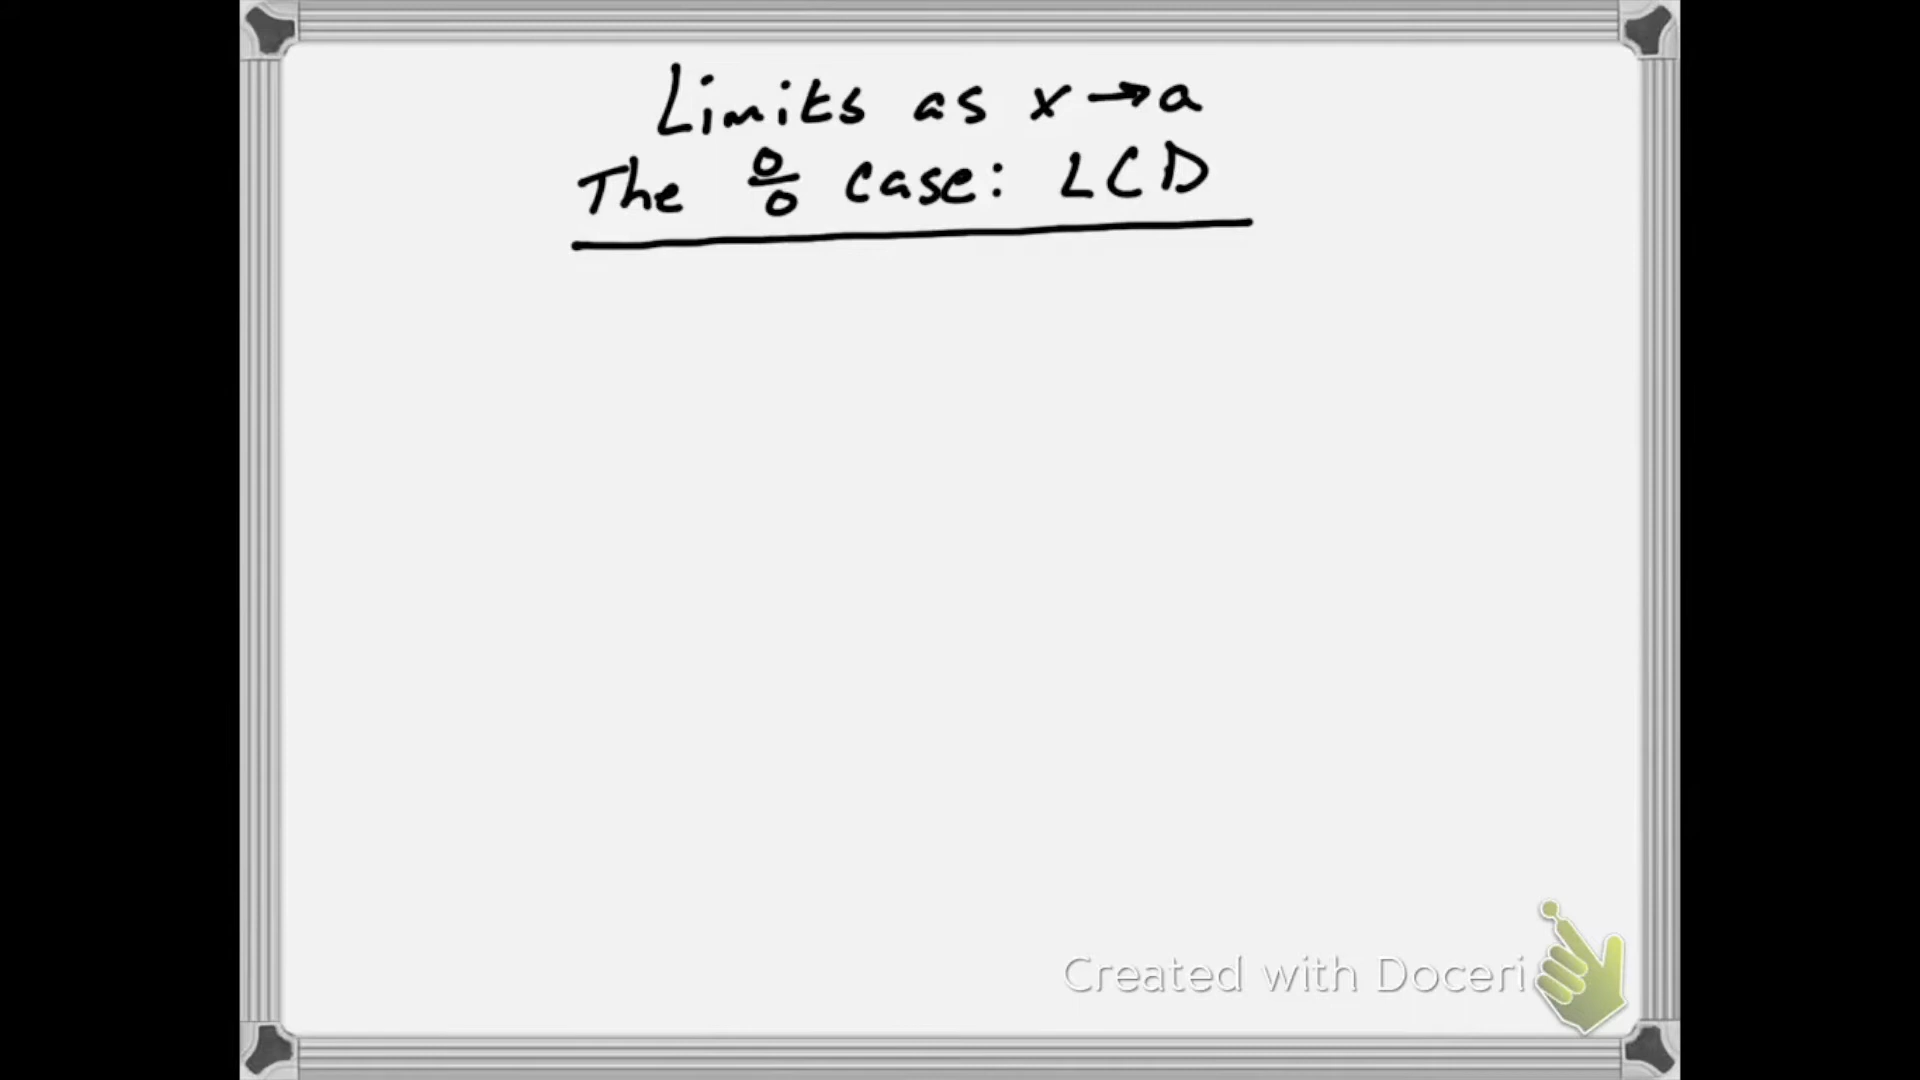 Limits as x→a
The 0/0 case: LCD
Created with Doceri